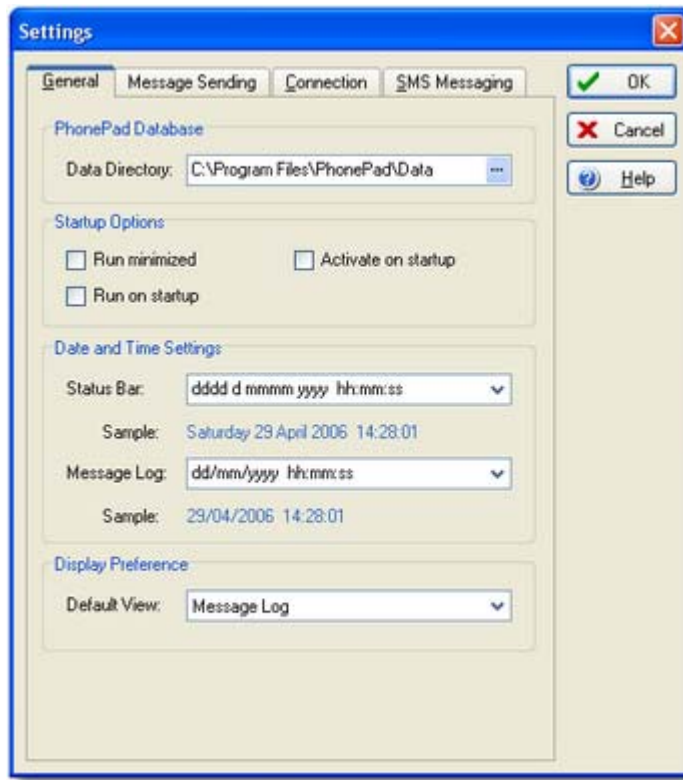 Settings
General Message Sending Connection SMS Messaging
OK
Cancel
Help
PhonePad Database
Data Directory: C:\Program Files\PhonePad\Data ...
Startup Options
Run minimized Activate on startup
Run on startup
Date and Time Settings
Status Bar: dddd d mmmm yyyy hh:mm:ss
Sample: Saturday 29 April 2006 14:28:01
Message Log: dd/mm/yyyy hh:mm:ss
Sample: 29/04/2006 14:28:01
Display Preference
Default View: Message Log